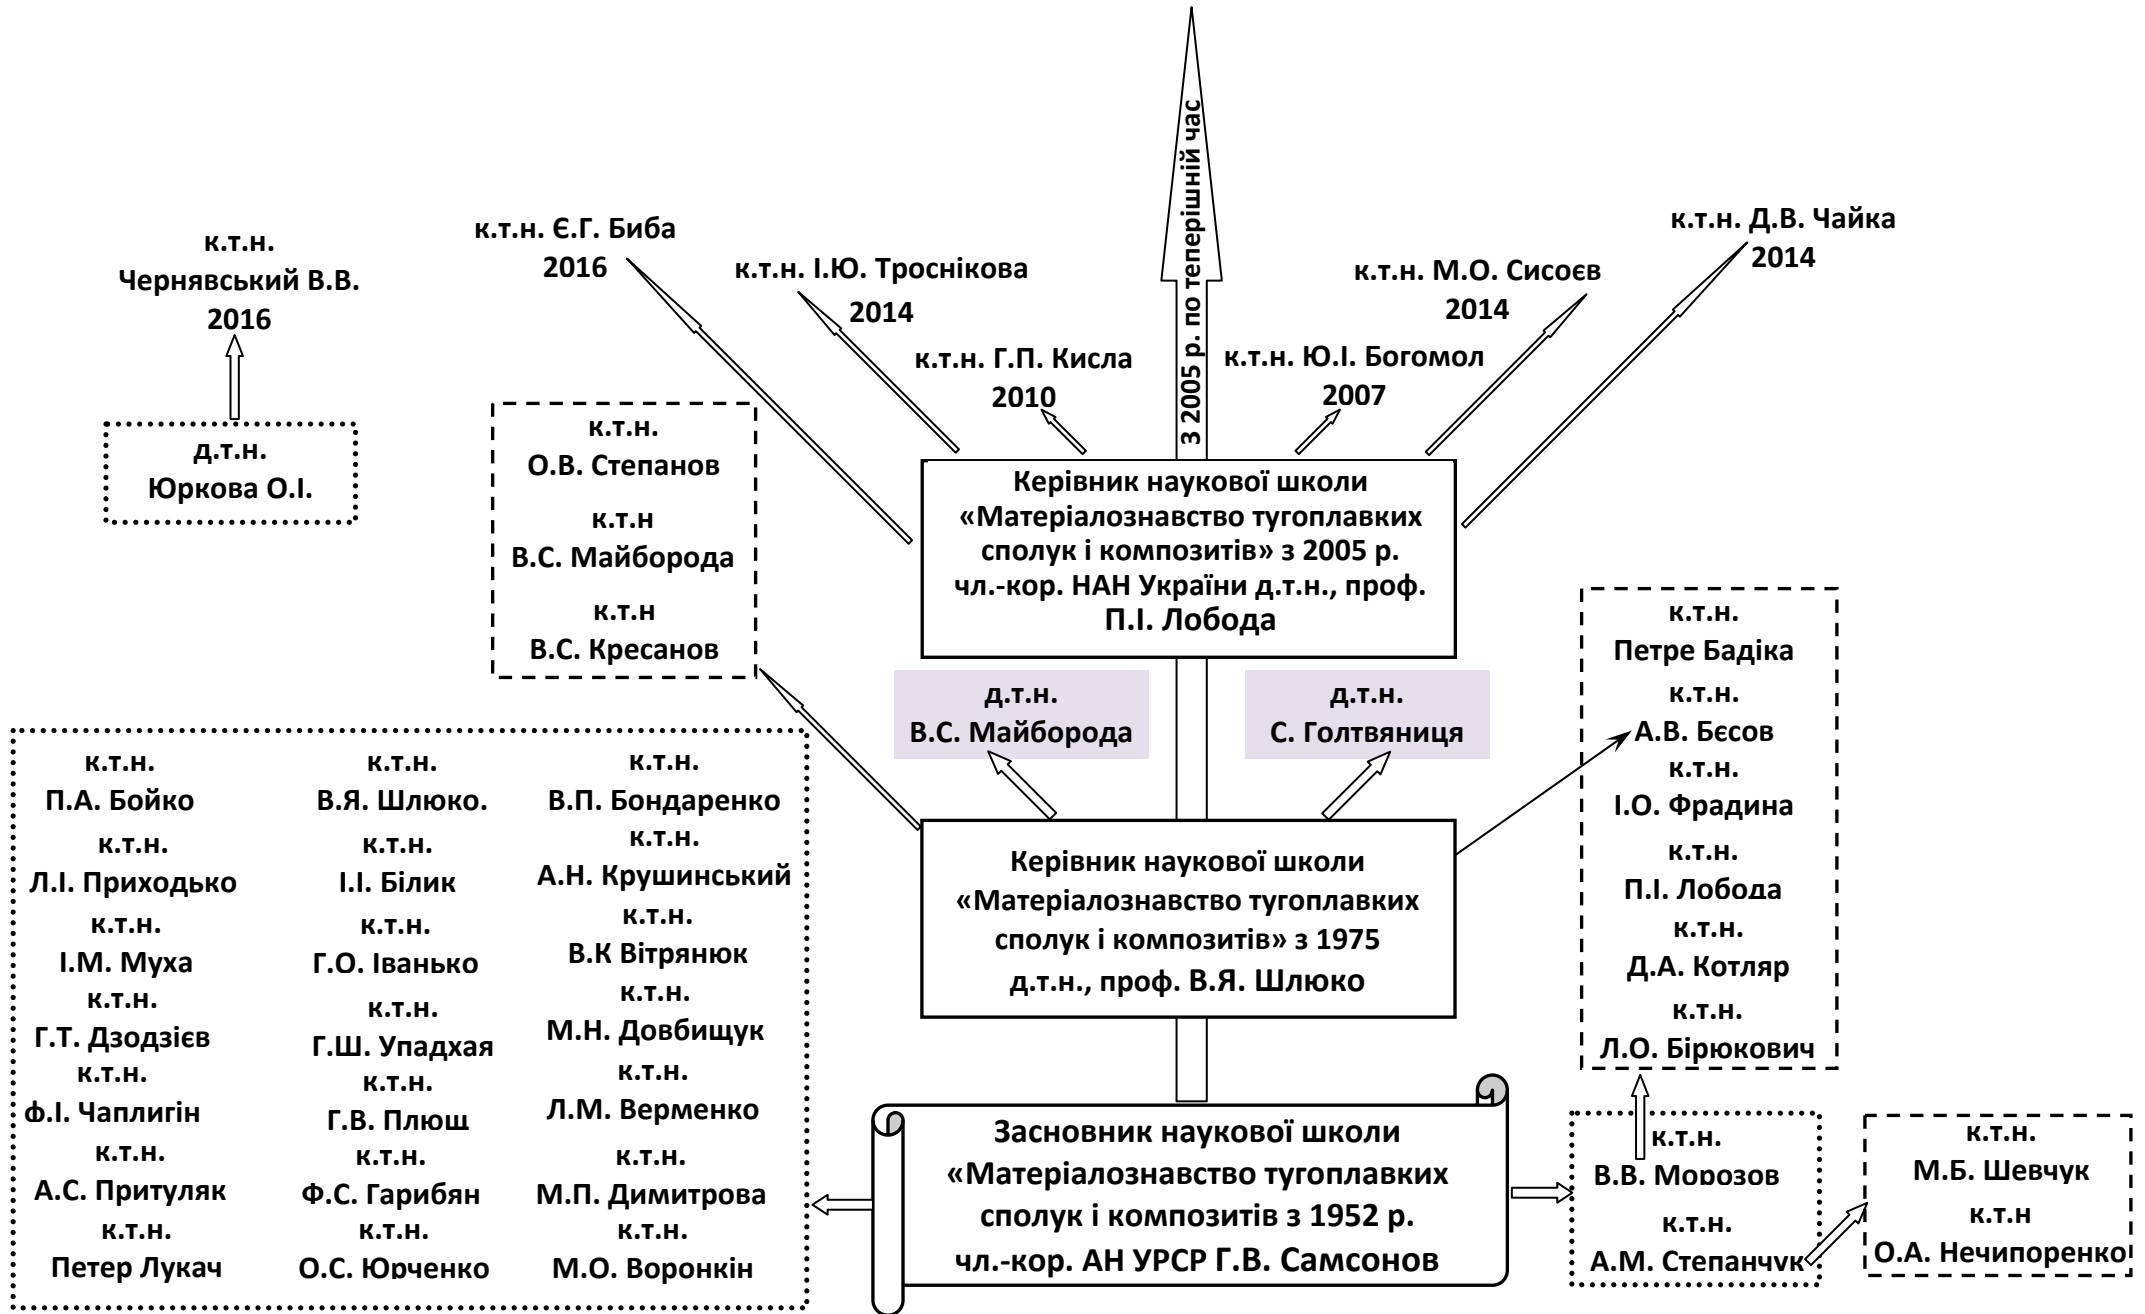 З 2005 р. по теперішній час
к.т.н.
Чернявський В.В.
2016
к.т.н. Є.Г. Биба
2016
к.т.н. І.Ю. Троснікова
2014
к.т.н. Г.П. Кисла
2010
к.т.н. Ю.І. Богомол
2007
к.т.н. М.О. Сисоєв
2014
к.т.н. Д.В. Чайка
2014
д.т.н.
Юркова О.І.
к.т.н.
О.В. Степанов
к.т.н
В.С. Майборода
к.т.н
В.С. Кресанов
Керівник наукової школи
«Матеріалознавство тугоплавких
сполук і композитів» з 2005 р.
чл.-кор. НАН України д.т.н., проф.
П.І. Лобода
д.т.н.
В.С. Майборода
д.т.н.
С. Голтвяниця
к.т.н.
Петре Бадіка
к.т.н.
А.В. Бєсов
к.т.н.
І.О. Фрадина
к.т.н.
П.І. Лобода
к.т.н.
Д.А. Котляр
к.т.н.
Л.О. Бірюкович
к.т.н.
П.А. Бойко
к.т.н.
Л.І. Приходько
к.т.н.
І.М. Муха
к.т.н.
Г.Т. Дзодзієв
к.т.н.
Ф.І. Чаплигін
к.т.н.
А.С. Притуляк
к.т.н.
Петер Лукач
к.т.н.
В.Я. Шлюко.
к.т.н.
І.І. Білик
к.т.н.
Г.О. Іванько
к.т.н.
Г.Ш. Упадхая
к.т.н.
Г.В. Плющ
к.т.н.
Ф.С. Гарибян
к.т.н.
О.С. Юрченко
к.т.н.
В.П. Бондаренко
к.т.н.
А.Н. Крушинський
к.т.н.
В.К Вітрянюк
к.т.н.
М.Н. Довбищук
к.т.н.
Л.М. Верменко
к.т.н.
М.П. Димитрова
к.т.н.
М.О. Воронкін
Керівник наукової школи
«Матеріалознавство тугоплавких
сполук і композитів» з 1975
д.т.н., проф. В.Я. Шлюко
Засновник наукової школи
«Матеріалознавство тугоплавких
сполук і композитів з 1952 р.
чл.-кор. АН УРСР Г.В. Самсонов
к.т.н.
В.В. Морозов
к.т.н.
А.М. Степанчук
к.т.н.
М.Б. Шевчук
к.т.н
О.А. Нечипоренко